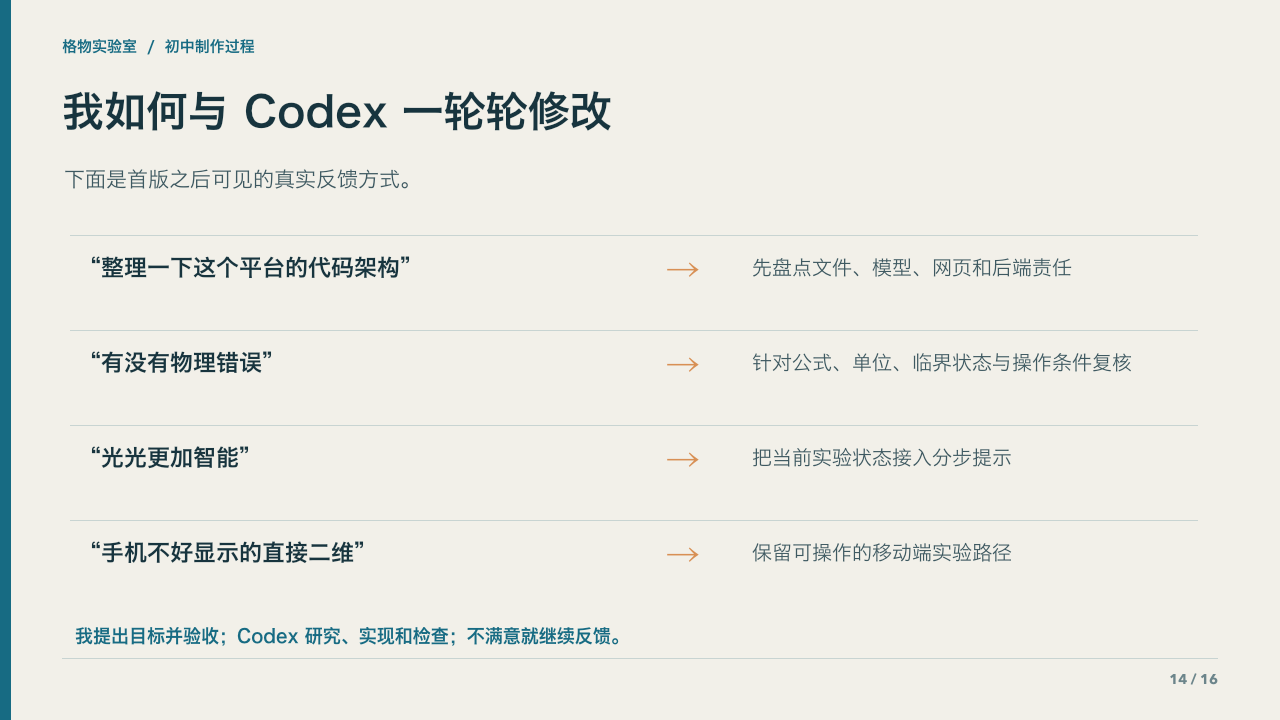 格物实验室 / 初中制作过程
我如何与 Codex 一轮轮修改
下面是首版之后可见的真实反馈方式。
“整理一下这个平台的代码架构” → 先盘点文件、模型、网页和后端责任
“有没有物理错误” → 针对公式、单位、临界状态与操作条件复核
“光光更加智能” → 把当前实验状态接入分步提示
“手机不好显示的直接二维” → 保留可操作的移动端实验路径
我提出目标并验收；Codex 研究、实现和检查；不满意就继续反馈。
14 / 16